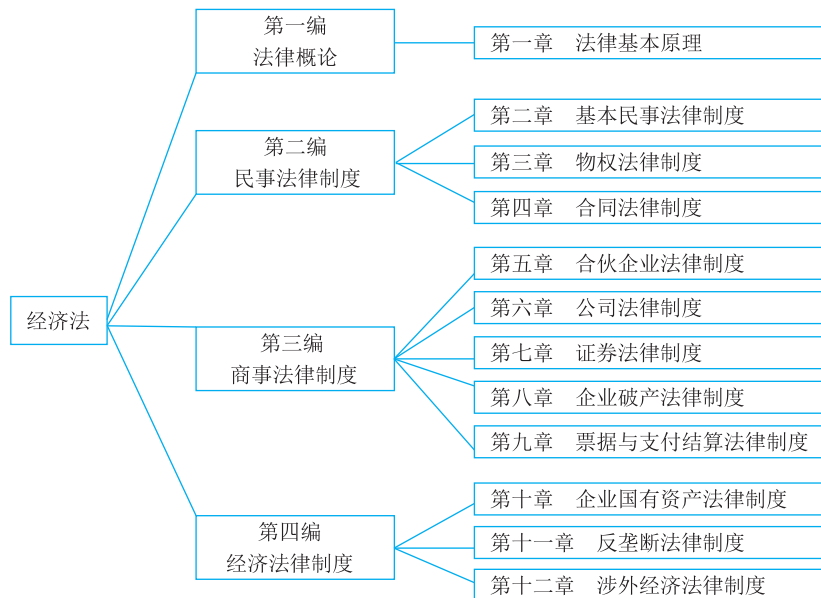 经济法
第一编
法律概论
第一章 法律基本原理
第二编
民事法律制度
第二章 基本民事法律制度
第三章 物权法律制度
第四章 合同法律制度
第三编
商事法律制度
第五章 合伙企业法律制度
第六章 公司法律制度
第七章 证券法律制度
第八章 企业破产法律制度
第九章 票据与支付结算法律制度
第四编
经济法律制度
第十章 企业国有资产法律制度
第十一章 反垄断法律制度
第十二章 涉外经济法律制度